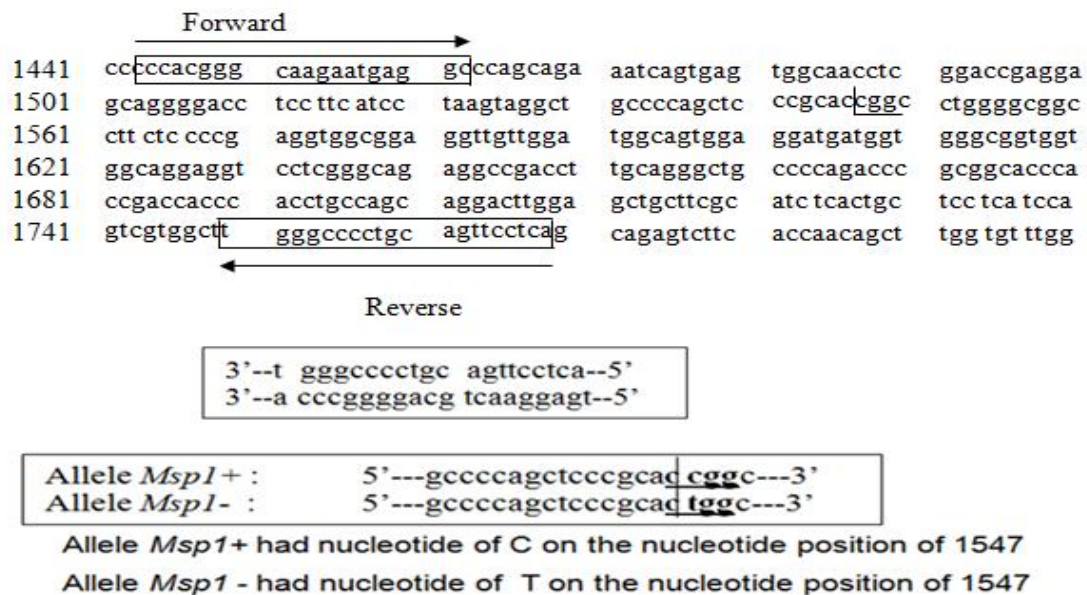 Forward
1441 cccccacggg caagaatgag gcccagcaga aatcagtgag tggcaacctc ggaccgagga
1501 gcaggggacc tcc ttc atcc taagtaggct gccccagctc ccgcaccggc ctggggcggc
1561 ctt ctc cccg aggtggcgga ggttgttgga tggcagtgga ggatgatggt gggcggtggt
1621 ggcaggaggt cctcgggcag aggccgacct tgcagggctg ccccagaccc gcggcaccca
1681 ccgaccaccc acctgccagc aggacttgga gctgcttcgc atc tcactgc tcc tca tcca
1741 gtcgtggctt gggcccctgc agttcctcag cagagtcttc accaacagct tgg tgt ttgg
Reverse
3’--t gggcccctgc agttcctca--5’
3’--a cccggggacg tcaaggagt--5’
Allele Msp1+ : 5’---gccccagctcccgcac cggc---3’
Allele Msp1- : 5’---gccccagctcccgcac tggc---3’
Allele Msp1+ had nucleotide of C on the nucleotide position of 1547
Allele Msp1 - had nucleotide of T on the nucleotide position of 1547